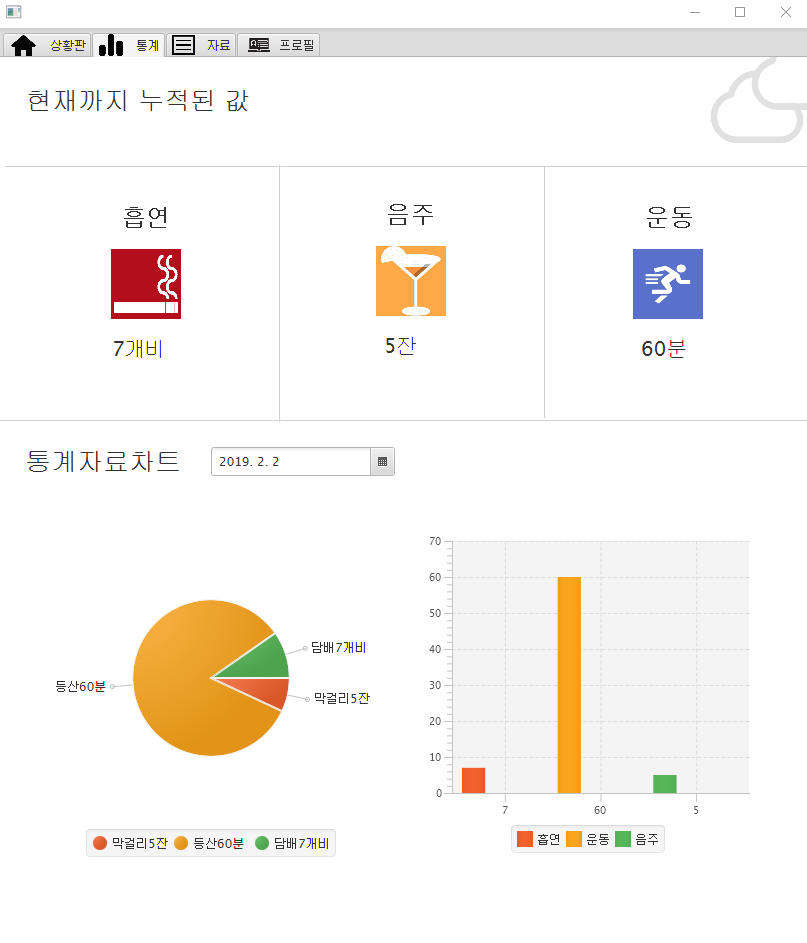 상황판 통계 자료 프로필
현재까지 누적된 값
흡연 음주 운동
7개비 5잔 60분
통계자료차트 2019. 2. 2
등산60분
담배7개비
막걸리5잔
막걸리5잔 등산60분 담배7개비
70
60
50
40
30
20
10
0
7 60 5
흡연 운동 음주